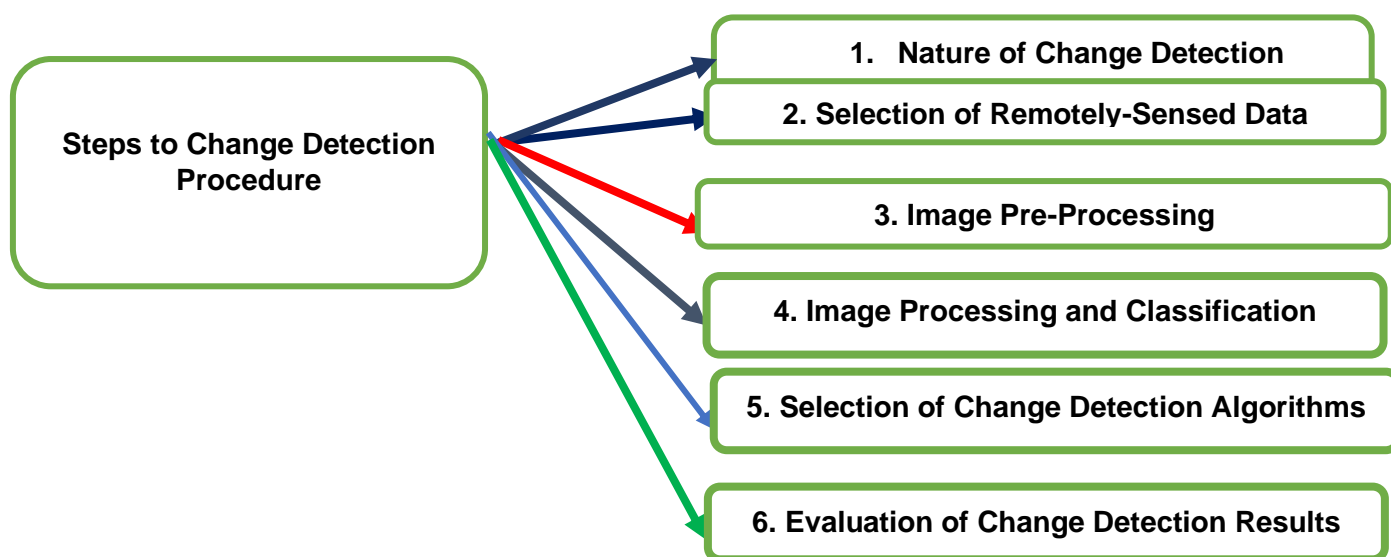 Steps to Change Detection
Procedure
1. Nature of Change Detection
2. Selection of Remotely-Sensed Data
3. Image Pre-Processing
4. Image Processing and Classification
5. Selection of Change Detection Algorithms
6. Evaluation of Change Detection Results